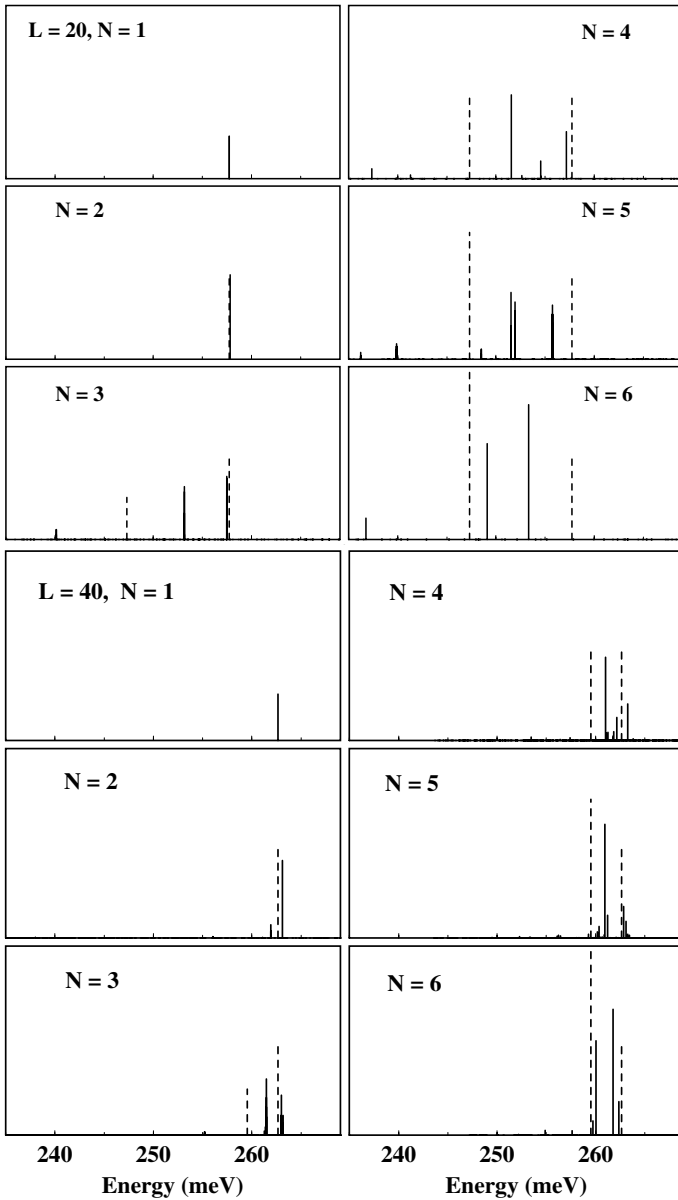 L = 20, N = 1
N = 4
N = 2
N = 5
N = 3
N = 6
L = 40, N = 1
N = 4
N = 2
N = 5
N = 3
N = 6
240 250 260 240 250 260
Energy (meV) Energy (meV)